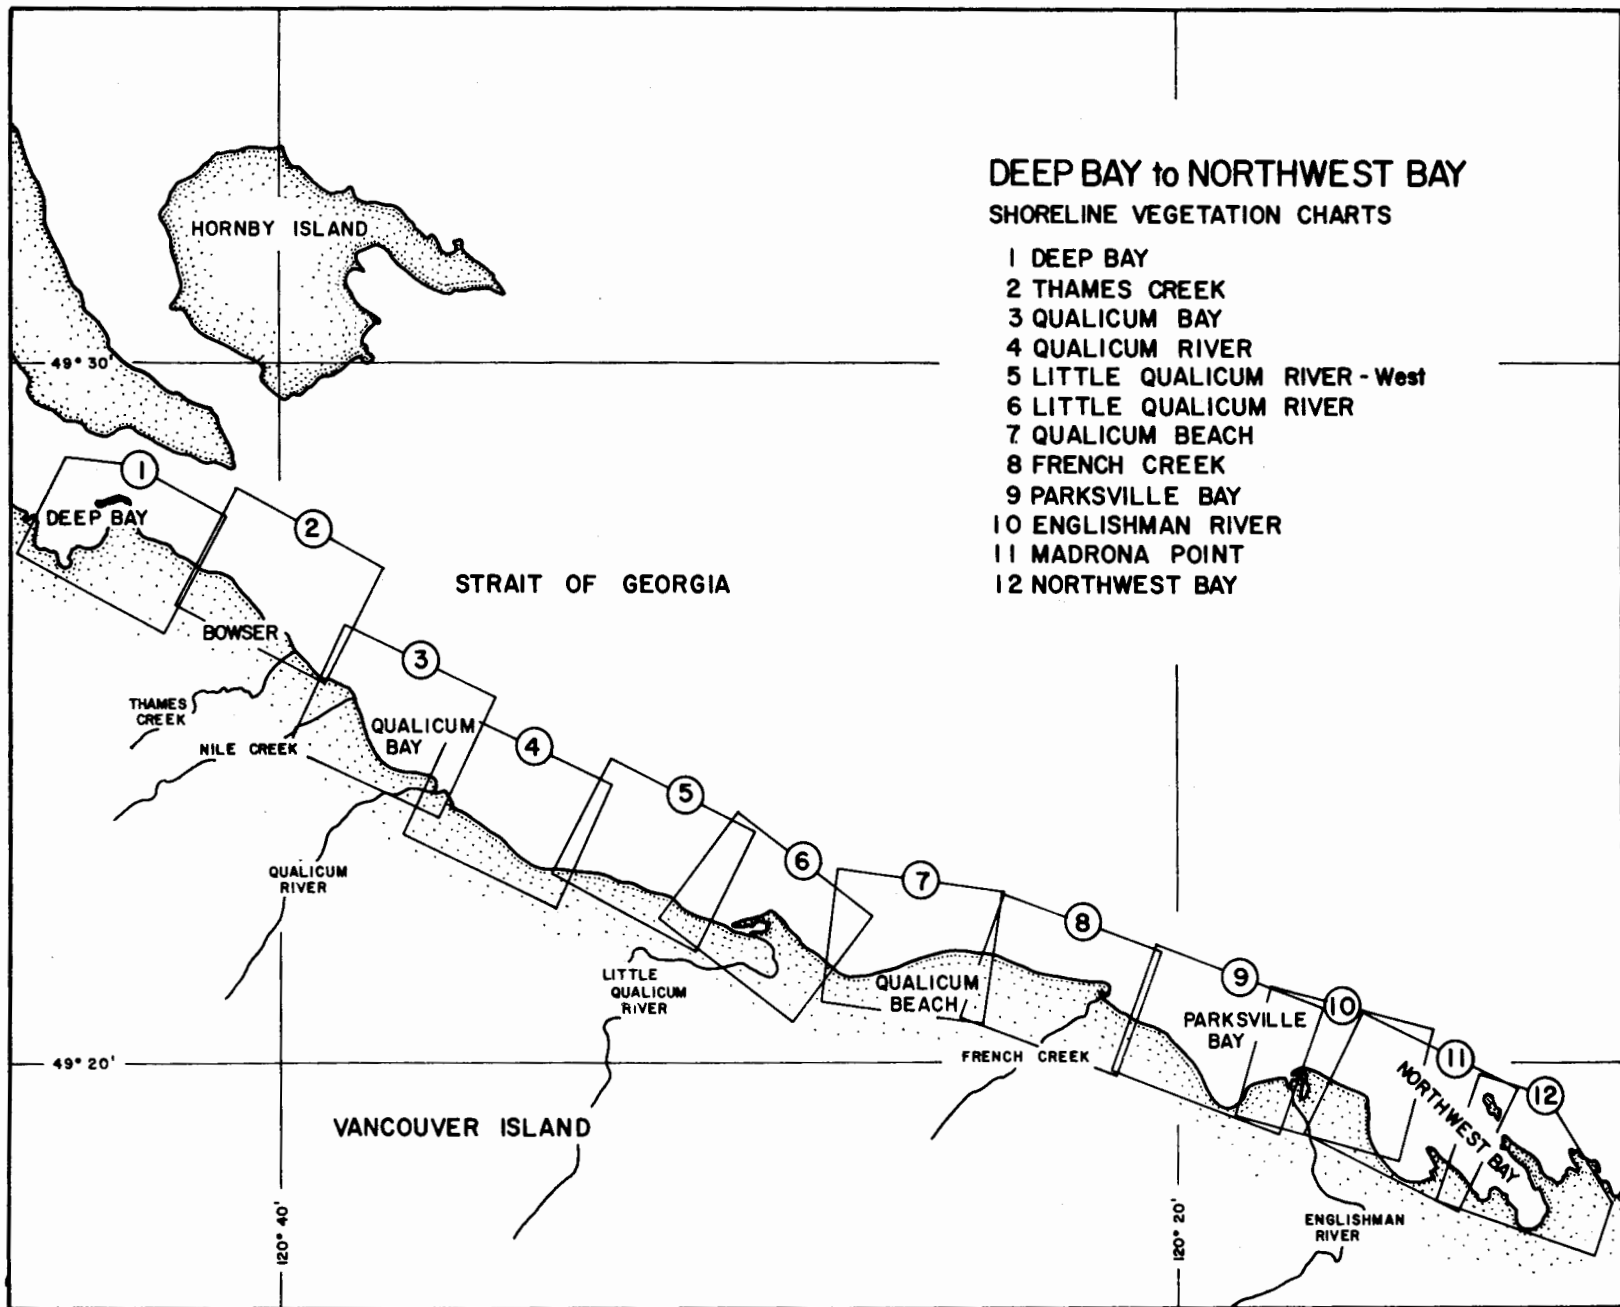 DEEP BAY to NORTHWEST BAY
SHORELINE VEGETATION CHARTS
1 DEEP BAY
2 THAMES CREEK
3 QUALICUM BAY
4 QUALICUM RIVER
5 LITTLE QUALICUM RIVER - West
6 LITTLE QUALICUM RIVER
7 QUALICUM BEACH
8 FRENCH CREEK
9 PARKSVILLE BAY
10 ENGLISHMAN RIVER
11 MADRONA POINT
12 NORTHWEST BAY
HORNBY ISLAND
49° 30'
1
DEEP BAY
2
STRAIT OF GEORGIA
BOWSER
3
THAMES
CREEK
NILE CREEK
QUALICUM
BAY
4
5
QUALICUM
RIVER
6
7
8
LITTLE
QUALICUM
RIVER
QUALICUM
BEACH
9
10
PARKSVILLE
BAY
FRENCH CREEK
49° 20'
11
12
NORTHWEST BAY
VANCOUVER ISLAND
ENGLISHMAN
RIVER
120° 40'
120° 20'